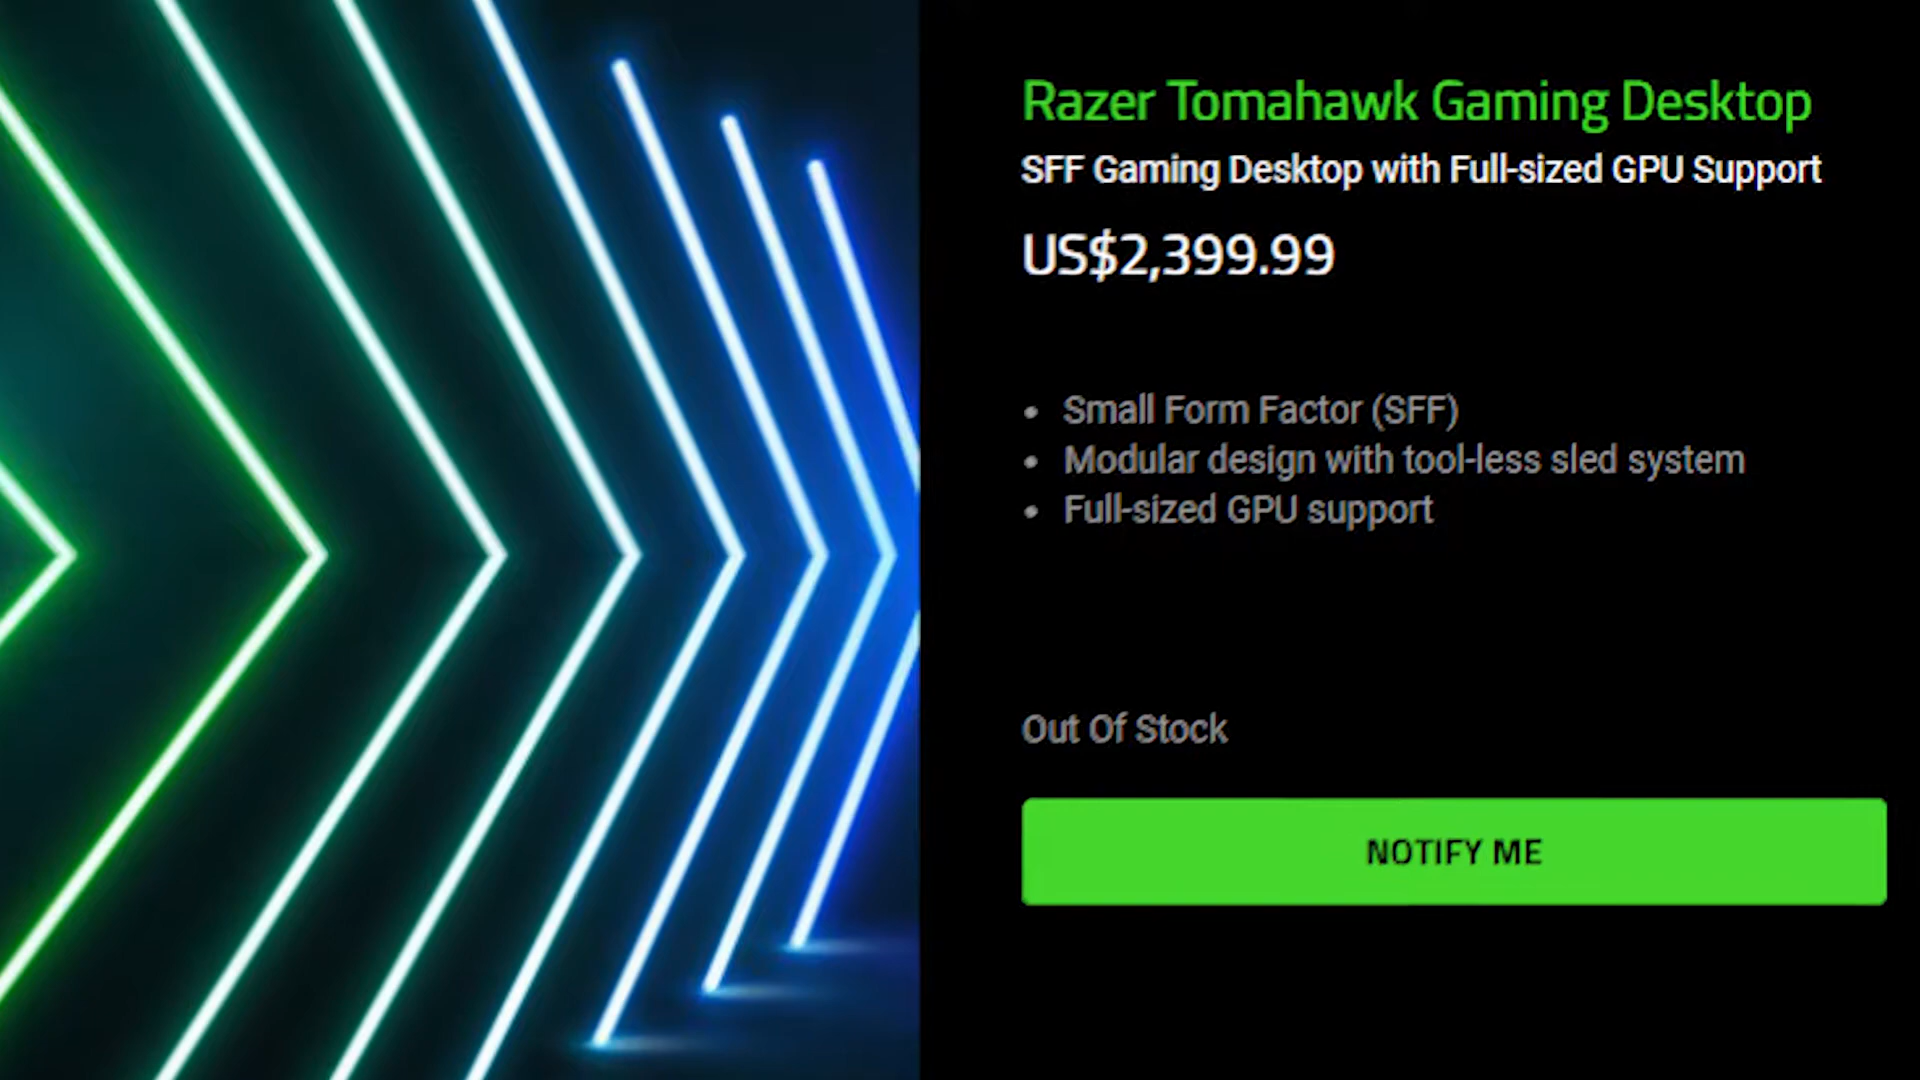 Razer Tomahawk Gaming Desktop
SFF Gaming Desktop with Full-sized GPU Support
US$2,399.99
• Small Form Factor (SFF)
• Modular design with tool-less sled system
• Full-sized GPU support
Out Of Stock
NOTIFY ME